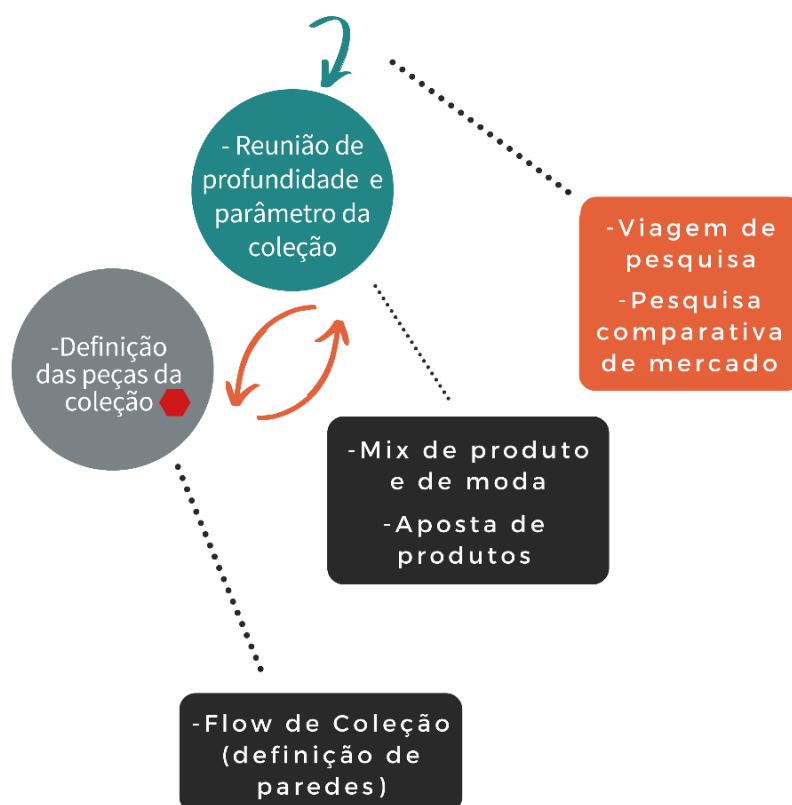 - Reunião de
profundidade e
parâmetro da
coleção
-Viagem de
pesquisa
-Pesquisa
comparativa
de mercado
-Definição
das peças da
coleção
-Mix de produto
e de moda
-Aposta de
produtos
-Flow de Coleção
(definição de
paredes)